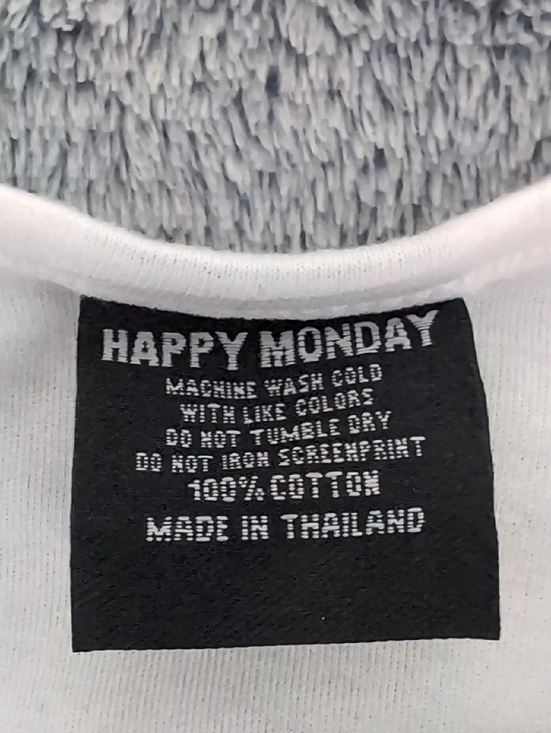 HAPPY MONDAY
MACHINE WASH COLD
WITH LIKE COLORS
DO NOT TUMBLE DRY
DO NOT IRON SCREENPRINT
100% COTTON
MADE IN THAILAND